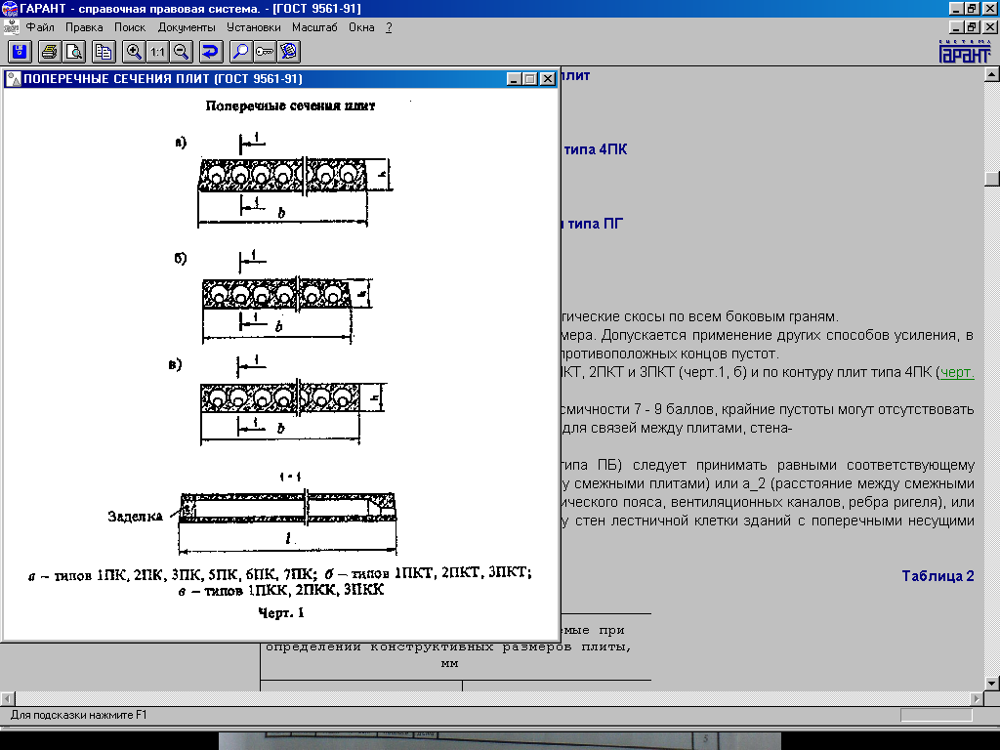 ГАРАНТ - справочная правовая система. - [ГОСТ 9561-91]
Файл Правка Поиск Документы Установки Масштаб Окна ?
1:1
СИСТЕМА
ГАРАНТ
ПОПЕРЕЧНЫЕ СЕЧЕНИЯ ПЛИТ (ГОСТ 9561-91)
Поперечные сечения плит
а)
1
h
1
b
б)
1
h
1
b
в)
1
h
1
b
1 - 1
Заделка
l
а – типов 1ПК, 2ПК, 3ПК, 5ПК, 6ПК, 7ПК; б – типов 1ПКТ, 2ПКТ, 3ПКТ;
в – типов 1ПКК, 2ПКК, 3ПКК
Черт. 1
плит
типа 4ПК
типа ПГ
гические скосы по всем боковым граням.
мера. Допускается применение других способов усиления, в
противоположных концов пустот.
ПКТ, 2ПКТ и 3ПКТ (черт.1, б) и по контуру плит типа 4ПК (черт.
смичности 7 - 9 баллов, крайние пустоты могут отсутствовать
для связей между плитами, стена-
типа ПБ) следует принимать равными соответствующему
у смежными плитами) или a_2 (расстояние между смежными
ического пояса, вентиляционных каналов, ребра ригеля), или
у стен лестничной клетки зданий с поперечными несущими
Таблица 2
емые при
определении конструктивных размеров плиты,
мм
Для подсказки нажмите F1